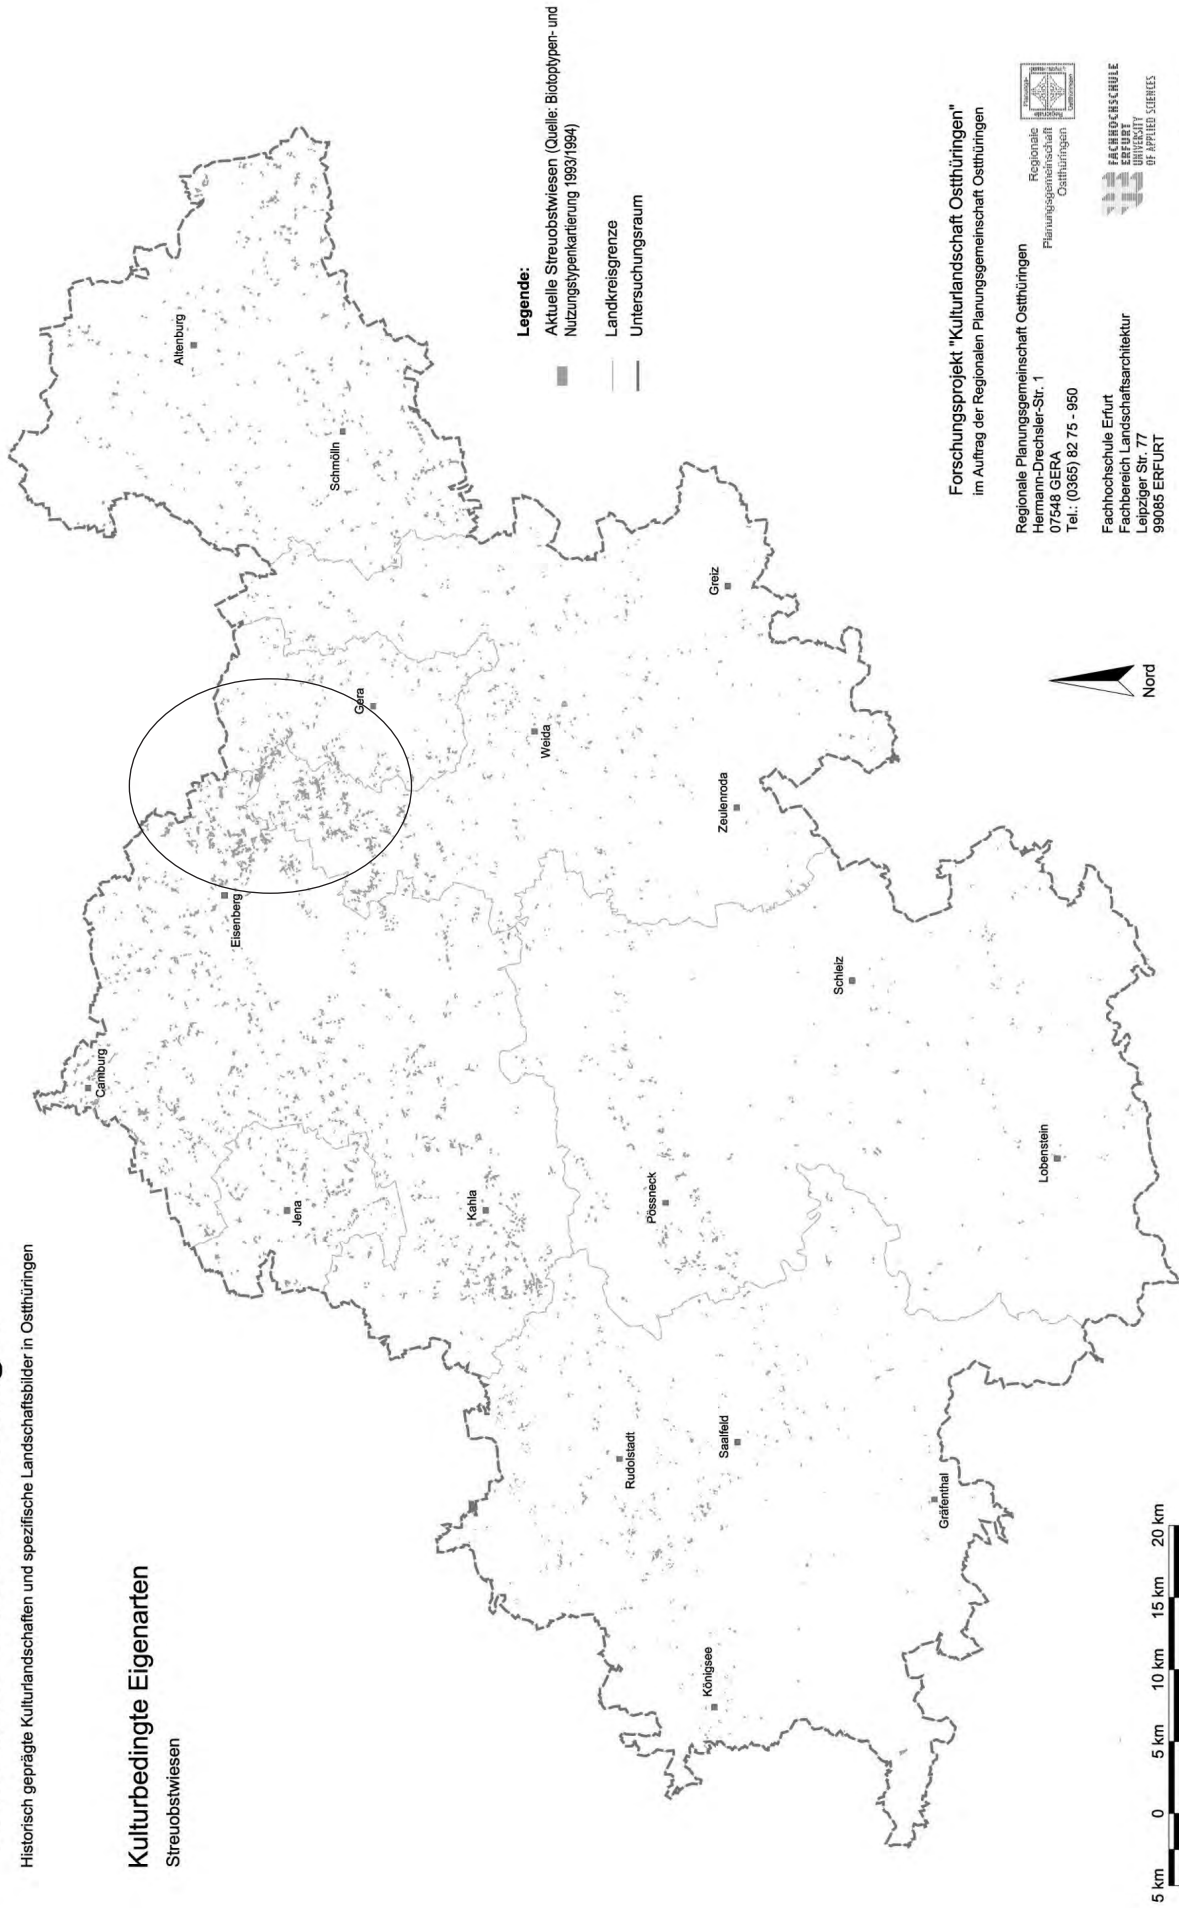 Historisch geprägte Kulturlandschaften und spezifische Landschaftsbilder in Ostthüringen
Kulturbedingte Eigenarten
Streuobstwiesen
Camburg
Eisenberg
Altenburg
Schmölln
Jena
Gera
Kahla
Weida
Greiz
Pössneck
Zeulenroda
Rudolstadt
Saalfeld
Schleiz
Königsee
Lobenstein
Gräfenthal
Legende:
Aktuelle Streuobstwiesen (Quelle: Biotoptypen- und
Nutzungstypenkartierung 1993/1994)
Landkreisgrenze
Untersuchungsraum
Forschungsprojekt "Kulturlandschaft Ostthüringen"
im Auftrag der Regionalen Planungsgemeinschaft Ostthüringen
Regionale Planungsgemeinschaft Ostthüringen
Hermann-Drechsler-Str. 1
07548 GERA
Tel.: (0365) 82 75 - 950
Regionale
Planungsgemeinschaft
Ostthüringen
Planungs-
Ostthüringen
Fachhochschule Erfurt
Fachbereich Landschaftsarchitektur
Leipziger Str. 77
99085 ERFURT
FACHHOCHSCHULE
ERFURT
UNIVERSITY
OF APPLIED SCIENCES
Nord
5 km 0 5 km 10 km 15 km 20 km